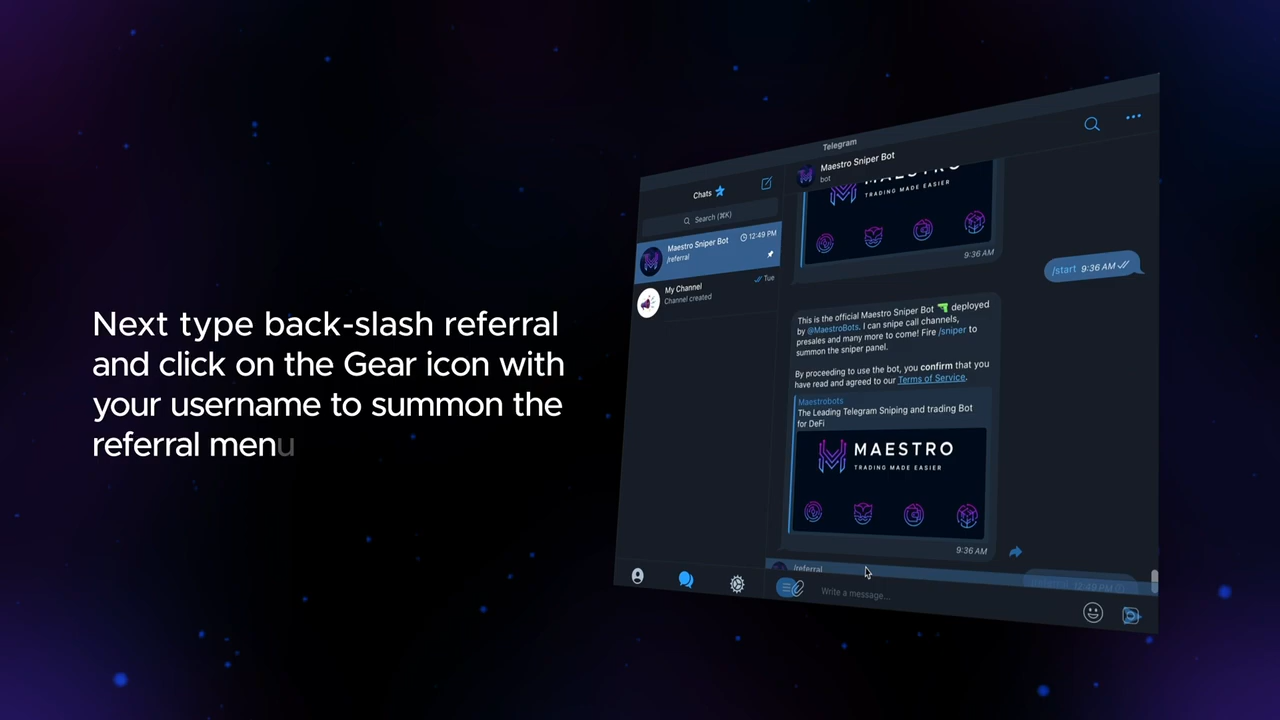 Next type back-slash referral
and click on the Gear icon with
your username to summon the
referral menu
Telegram
Chats
Search (⌘K)
Maestro Sniper Bot
12:49 PM
/referral
My Channel
Tue
Channel created
Maestro Sniper Bot
bot
MAESTRO
TRADING MADE EASIER
9:36 AM
/start 9:36 AM
This is the official Maestro Sniper Bot 🔫 deployed
by @MaestroBots. I can snipe call channels,
presales and many more to come! Fire /sniper to
summon the sniper panel.
By proceeding to use the bot, you confirm that you
have read and agreed to our Terms of Service.
Maestrobots
The Leading Telegram Sniping and trading Bot
for DeFi
MAESTRO
TRADING MADE EASIER
9:36 AM
/referral
/referral 12:49 PM
Write a message...